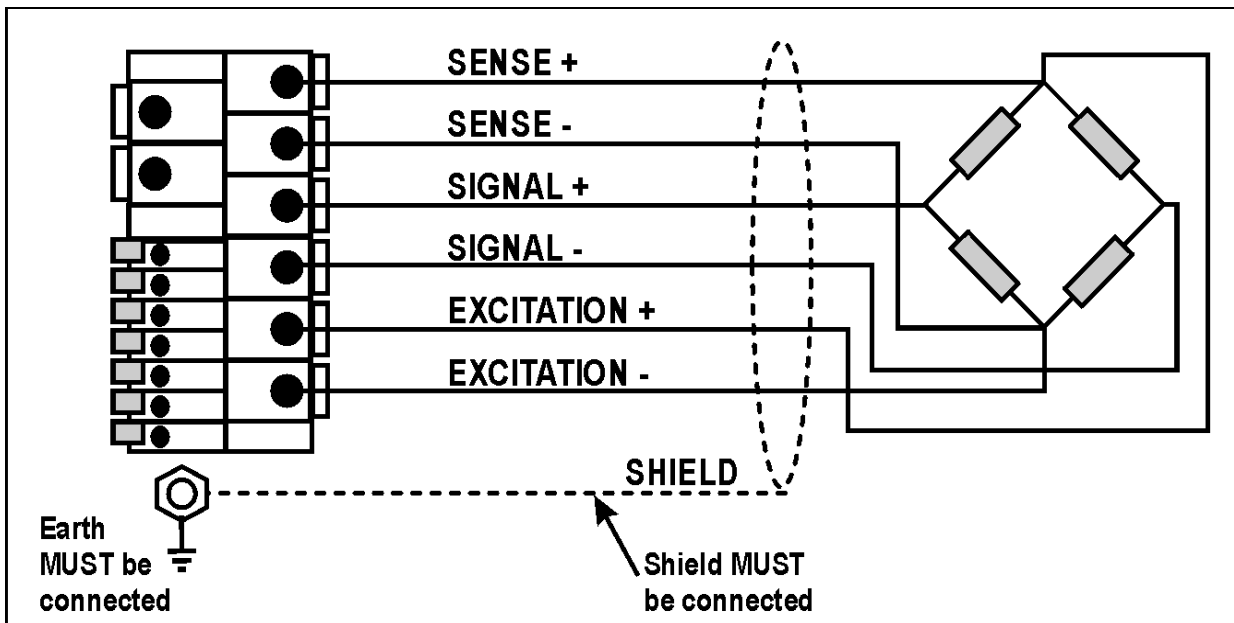 SENSE +
SENSE -
SIGNAL +
SIGNAL -
EXCITATION +
EXCITATION -
SHIELD
Earth
MUST be
connected
Shield MUST
be connected